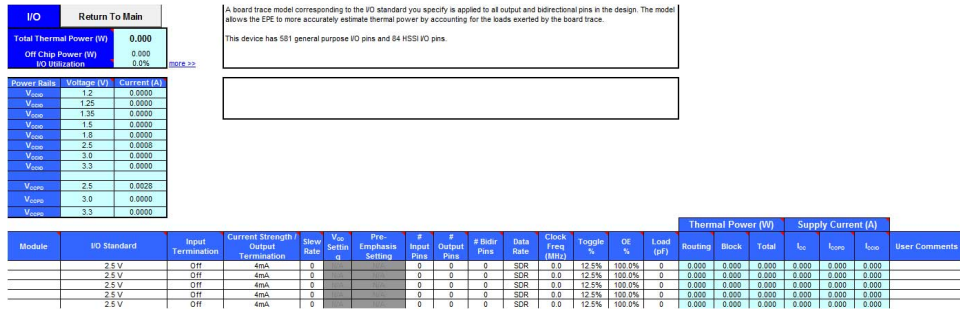 I/O Return To Main
Total Thermal Power (W) 0.000
Off Chip Power (W) 0.000
I/O Utilization 0.0% more >>
A board trace model corresponding to the I/O standard you specify is applied to all output and bidirectional pins in the design. The model
allows the EPE to more accurately estimate thermal power by accounting for the loads exerted by the board trace.
This device has 581 general purpose I/O pins and 84 HSSI I/O pins.
Power Rails Voltage (V) Current (A)
VCCIO 1.2 0.0000
VCCIO 1.25 0.0000
VCCIO 1.35 0.0000
VCCIO 1.5 0.0000
VCCIO 1.8 0.0000
VCCIO 2.5 0.0008
VCCIO 3.0 0.0000
VCCIO 3.3 0.0000
VCCPD 2.5 0.0028
VCCPD 3.0 0.0000
VCCPD 3.3 0.0000
Thermal Power (W) Supply Current (A)
Module I/O Standard Input Termination Current Strength / Output Termination Slew Rate VOD Settin g Pre-Emphasis Setting # Input Pins # Output Pins # Bidir Pins Data Rate Clock Freq (MHz) Toggle % OE % Load (pF) Routing Block Total ICC ICCPD ICCIO User Comments
2.5 V Off 4mA 0 N/A N/A 0 0 0 SDR 0.0 12.5% 100.0% 0 0.000 0.000 0.000 0.000 0.000 0.000
2.5 V Off 4mA 0 N/A N/A 0 0 0 SDR 0.0 12.5% 100.0% 0 0.000 0.000 0.000 0.000 0.000 0.000
2.5 V Off 4mA 0 N/A N/A 0 0 0 SDR 0.0 12.5% 100.0% 0 0.000 0.000 0.000 0.000 0.000 0.000
2.5 V Off 4mA 0 N/A N/A 0 0 0 SDR 0.0 12.5% 100.0% 0 0.000 0.000 0.000 0.000 0.000 0.000
2.5 V Off 4mA 0 N/A N/A 0 0 0 SDR 0.0 12.5% 100.0% 0 0.000 0.000 0.000 0.000 0.000 0.000